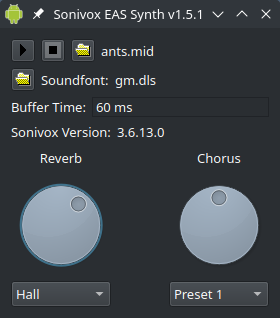 Sonivox EAS Synth v1.5.1
ants.mid
Soundfont: gm.dls
Buffer Time: 60 ms
Sonivox Version: 3.6.13.0
Reverb Chorus
Hall Preset 1